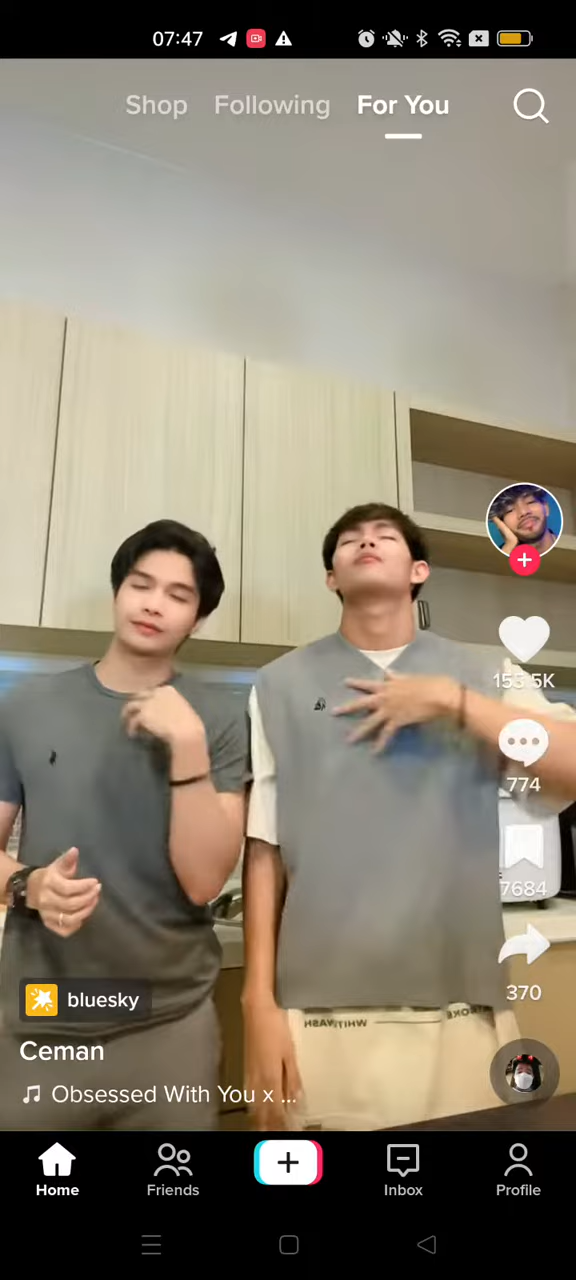 07:47
Shop Following For You
153.5K
774
7684
370
bluesky
Ceman
Obsessed With You x ...
Home Friends Inbox Profile